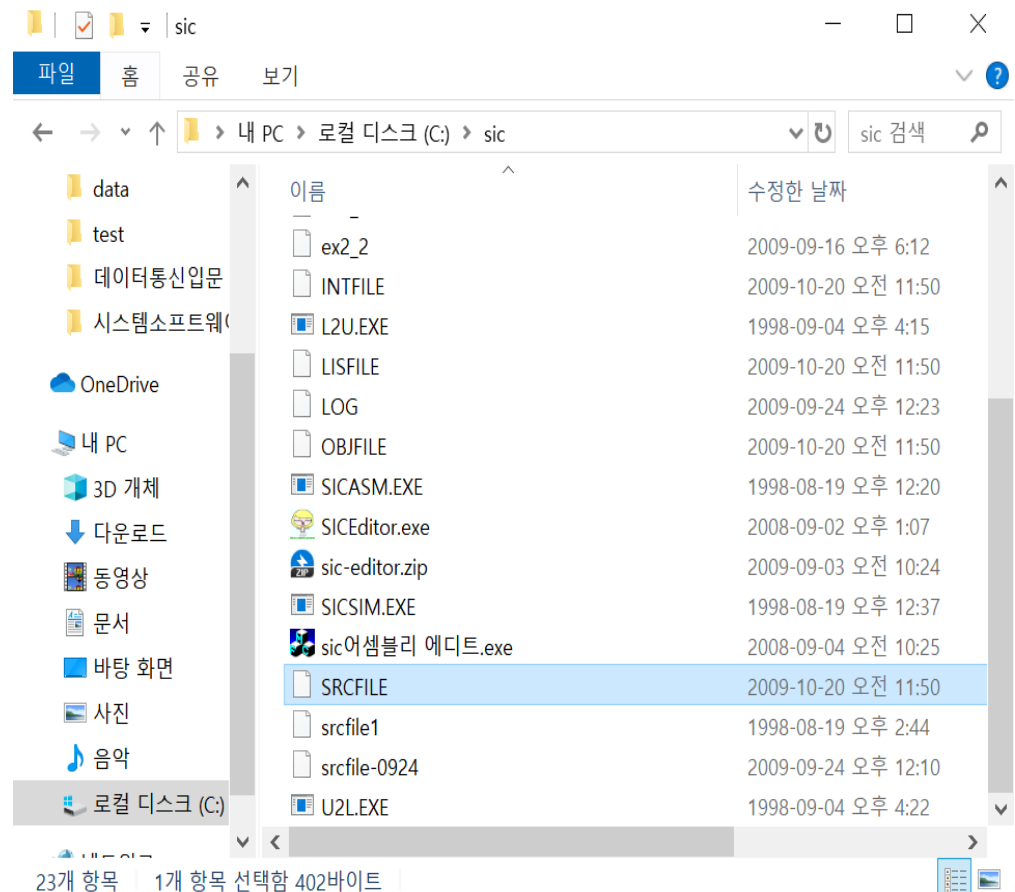 sic
파일 홈 공유 보기
내 PC 로컬 디스크 (C:) sic
sic 검색
data
test
데이터통신입문
시스템소프트웨
OneDrive
내 PC
3D 개체
다운로드
동영상
문서
바탕 화면
사진
음악
로컬 디스크 (C:)
이름 수정한 날짜
ex2_2 2009-09-16 오후 6:12
INTFILE 2009-10-20 오전 11:50
L2U.EXE 1998-09-04 오후 4:15
LISFILE 2009-10-20 오전 11:50
LOG 2009-09-24 오후 12:23
OBJFILE 2009-10-20 오전 11:50
SICASM.EXE 1998-08-19 오후 12:20
SICEditor.exe 2008-09-02 오후 1:07
sic-editor.zip 2009-09-03 오전 10:24
SICSIM.EXE 1998-08-19 오후 12:37
sic어셈블리 에디트.exe 2008-09-04 오전 10:25
SRCFILE 2009-10-20 오전 11:50
srcfile1 1998-08-19 오후 2:44
srcfile-0924 2009-09-24 오후 12:10
U2L.EXE 1998-09-04 오후 4:22
23개 항목 1개 항목 선택함 402바이트